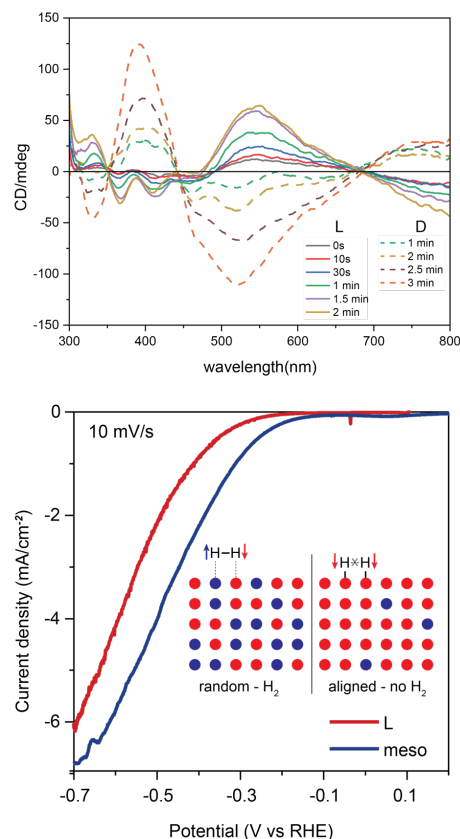 150
100
50
0
-50
-100
-150
CD/mdeg
L D
0s
10s
30s
1 min
1.5 min
2 min
1 min
2 min
2.5 min
3 min
300 400 500 600 700 800
wavelength(nm)
10 mV/s
0
-2
-4
-6
Current density (mA/cm⁻²)
H–H
H×H
random - H₂
aligned - no H₂
L
meso
-0.7 -0.5 -0.3 -0.1 0.1
Potential (V vs RHE)